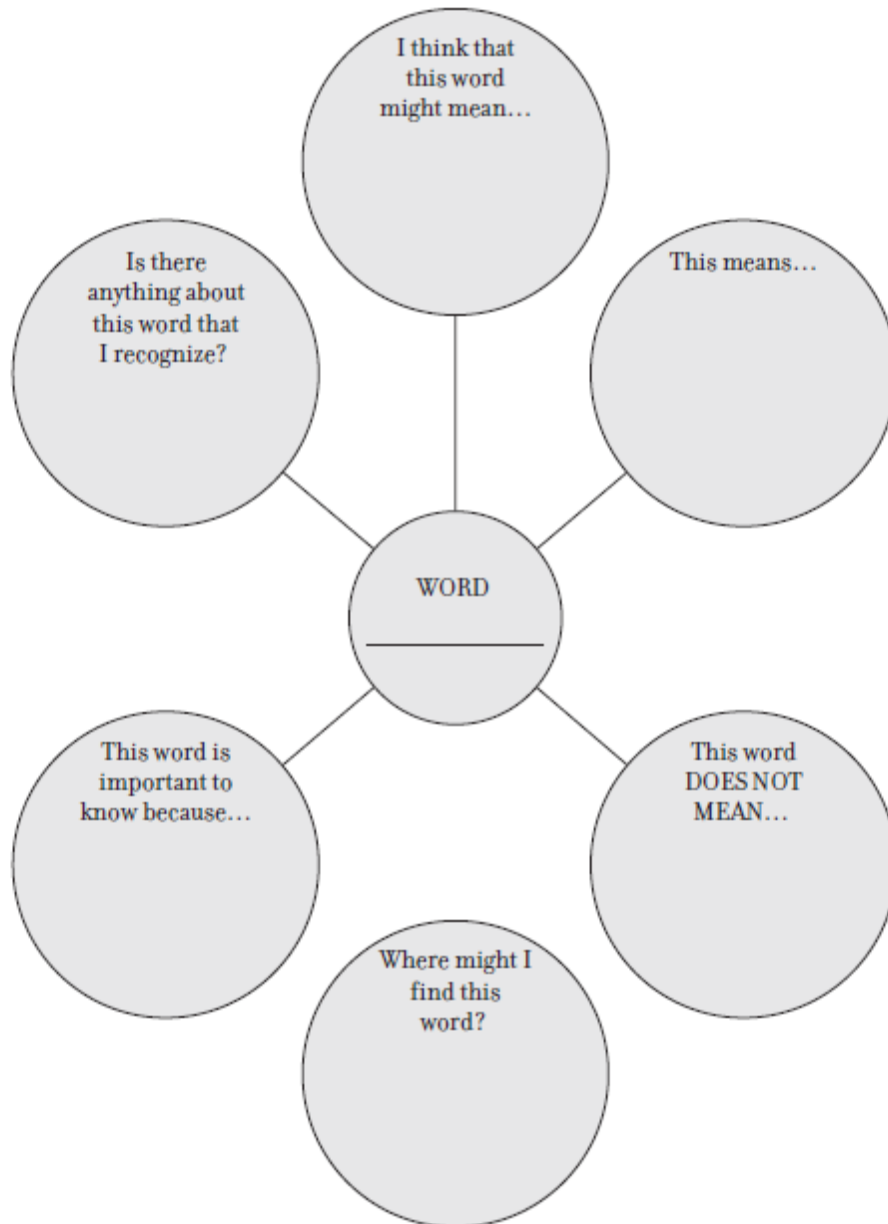 I think that
this word
might mean…
Is there
anything about
this word that
I recognize?
This means…
WORD
This word is
important to
know because…
This word
DOES NOT
MEAN…
Where might I
find this
word?